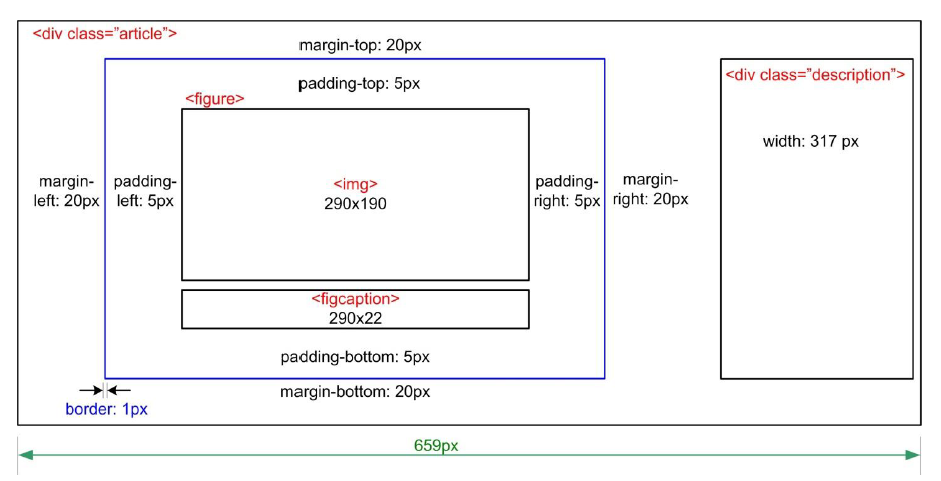 <div class=”article”>
margin-top: 20px
padding-top: 5px
<div class=”description”>
<figure>
width: 317 px
margin-
left: 20px
padding-
left: 5px
<img>
290x190
padding-
right: 5px
margin-
right: 20px
<figcaption>
290x22
padding-bottom: 5px
margin-bottom: 20px
border: 1px
659px